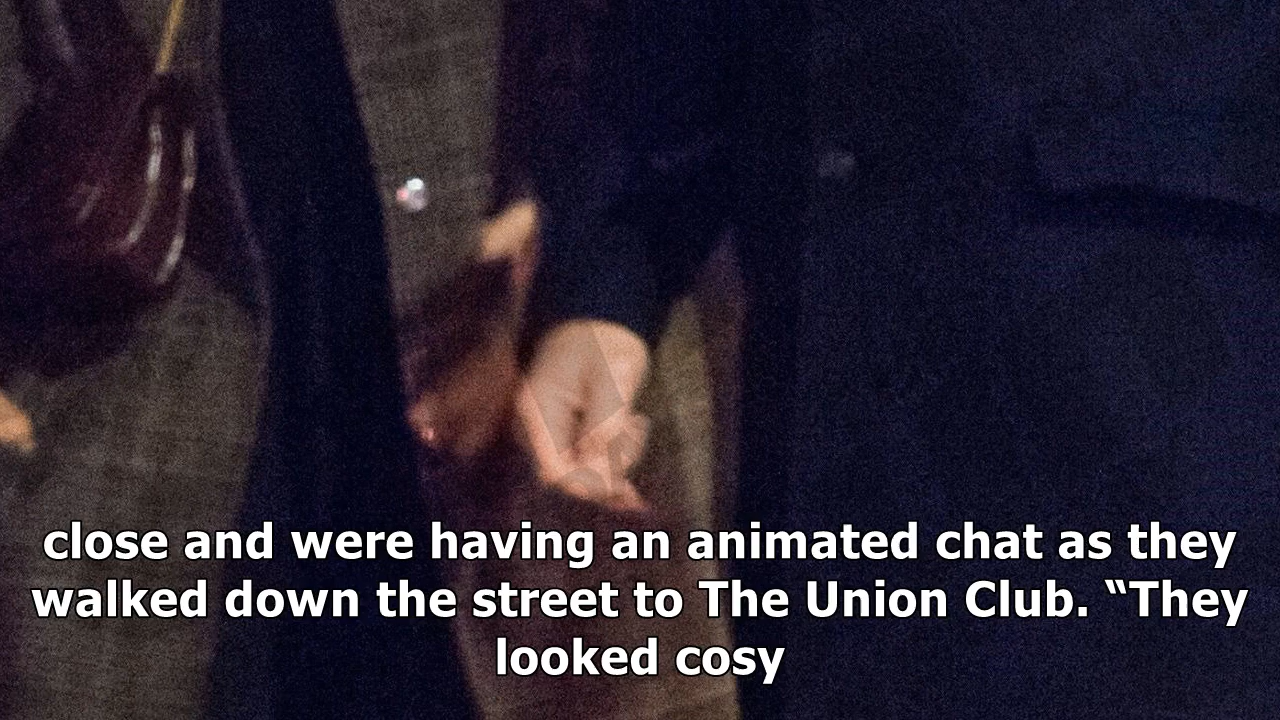 close and were having an animated chat as they
walked down the street to The Union Club. “They
looked cosy